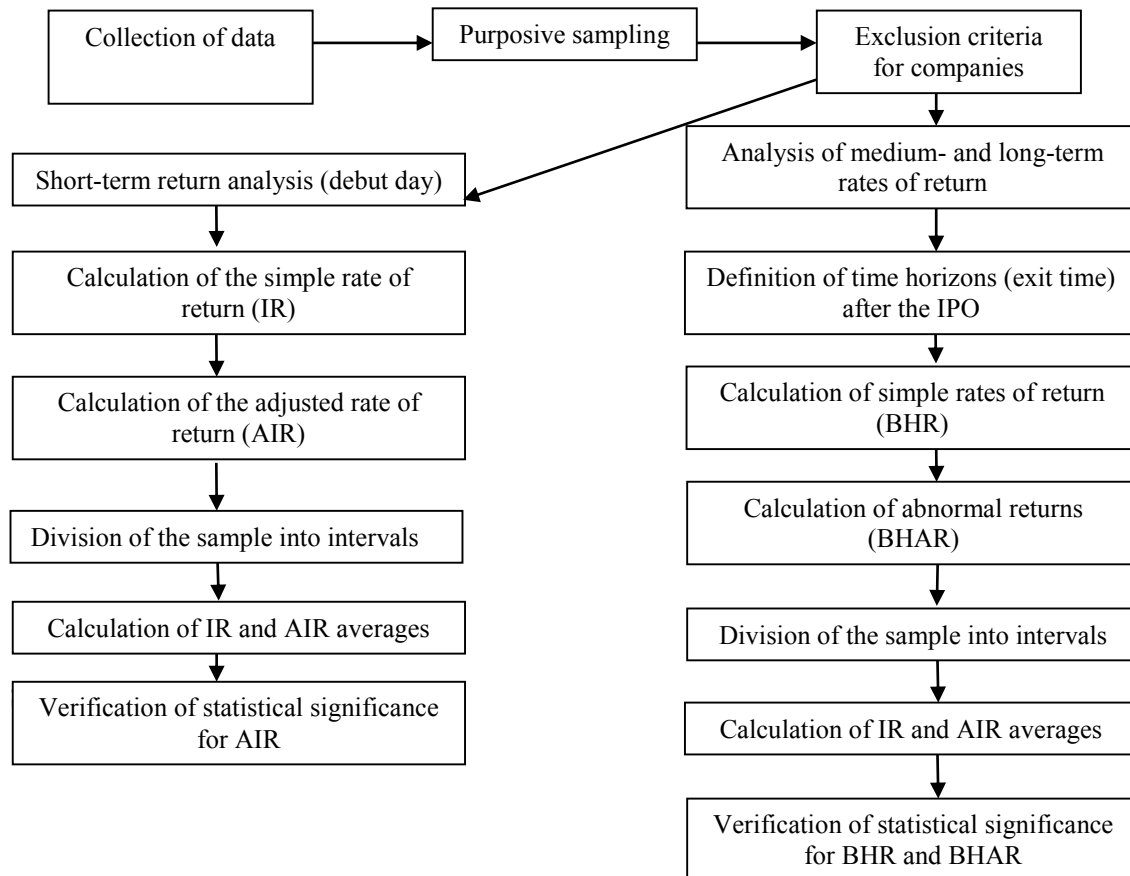 Collection of data
Purposive sampling
Exclusion criteria
for companies
Short-term return analysis (debut day)
Calculation of the simple rate of
return (IR)
Calculation of the adjusted rate of
return (AIR)
Division of the sample into intervals
Calculation of IR and AIR averages
Verification of statistical significance
for AIR
Analysis of medium- and long-term
rates of return
Definition of time horizons (exit time)
after the IPO
Calculation of simple rates of return
(BHR)
Calculation of abnormal returns
(BHAR)
Division of the sample into intervals
Calculation of IR and AIR averages
Verification of statistical significance
for BHR and BHAR